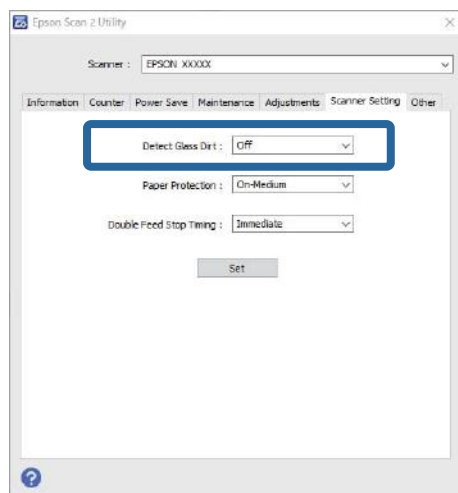 Epson Scan 2 Utility
Scanner : EPSON XXXXX
Information Counter Power Save Maintenance Adjustments Scanner Setting Other
Detect Glass Dirt : Off
Paper Protection : On-Medium
Double Feed Stop Timing : Immediate
Set
?